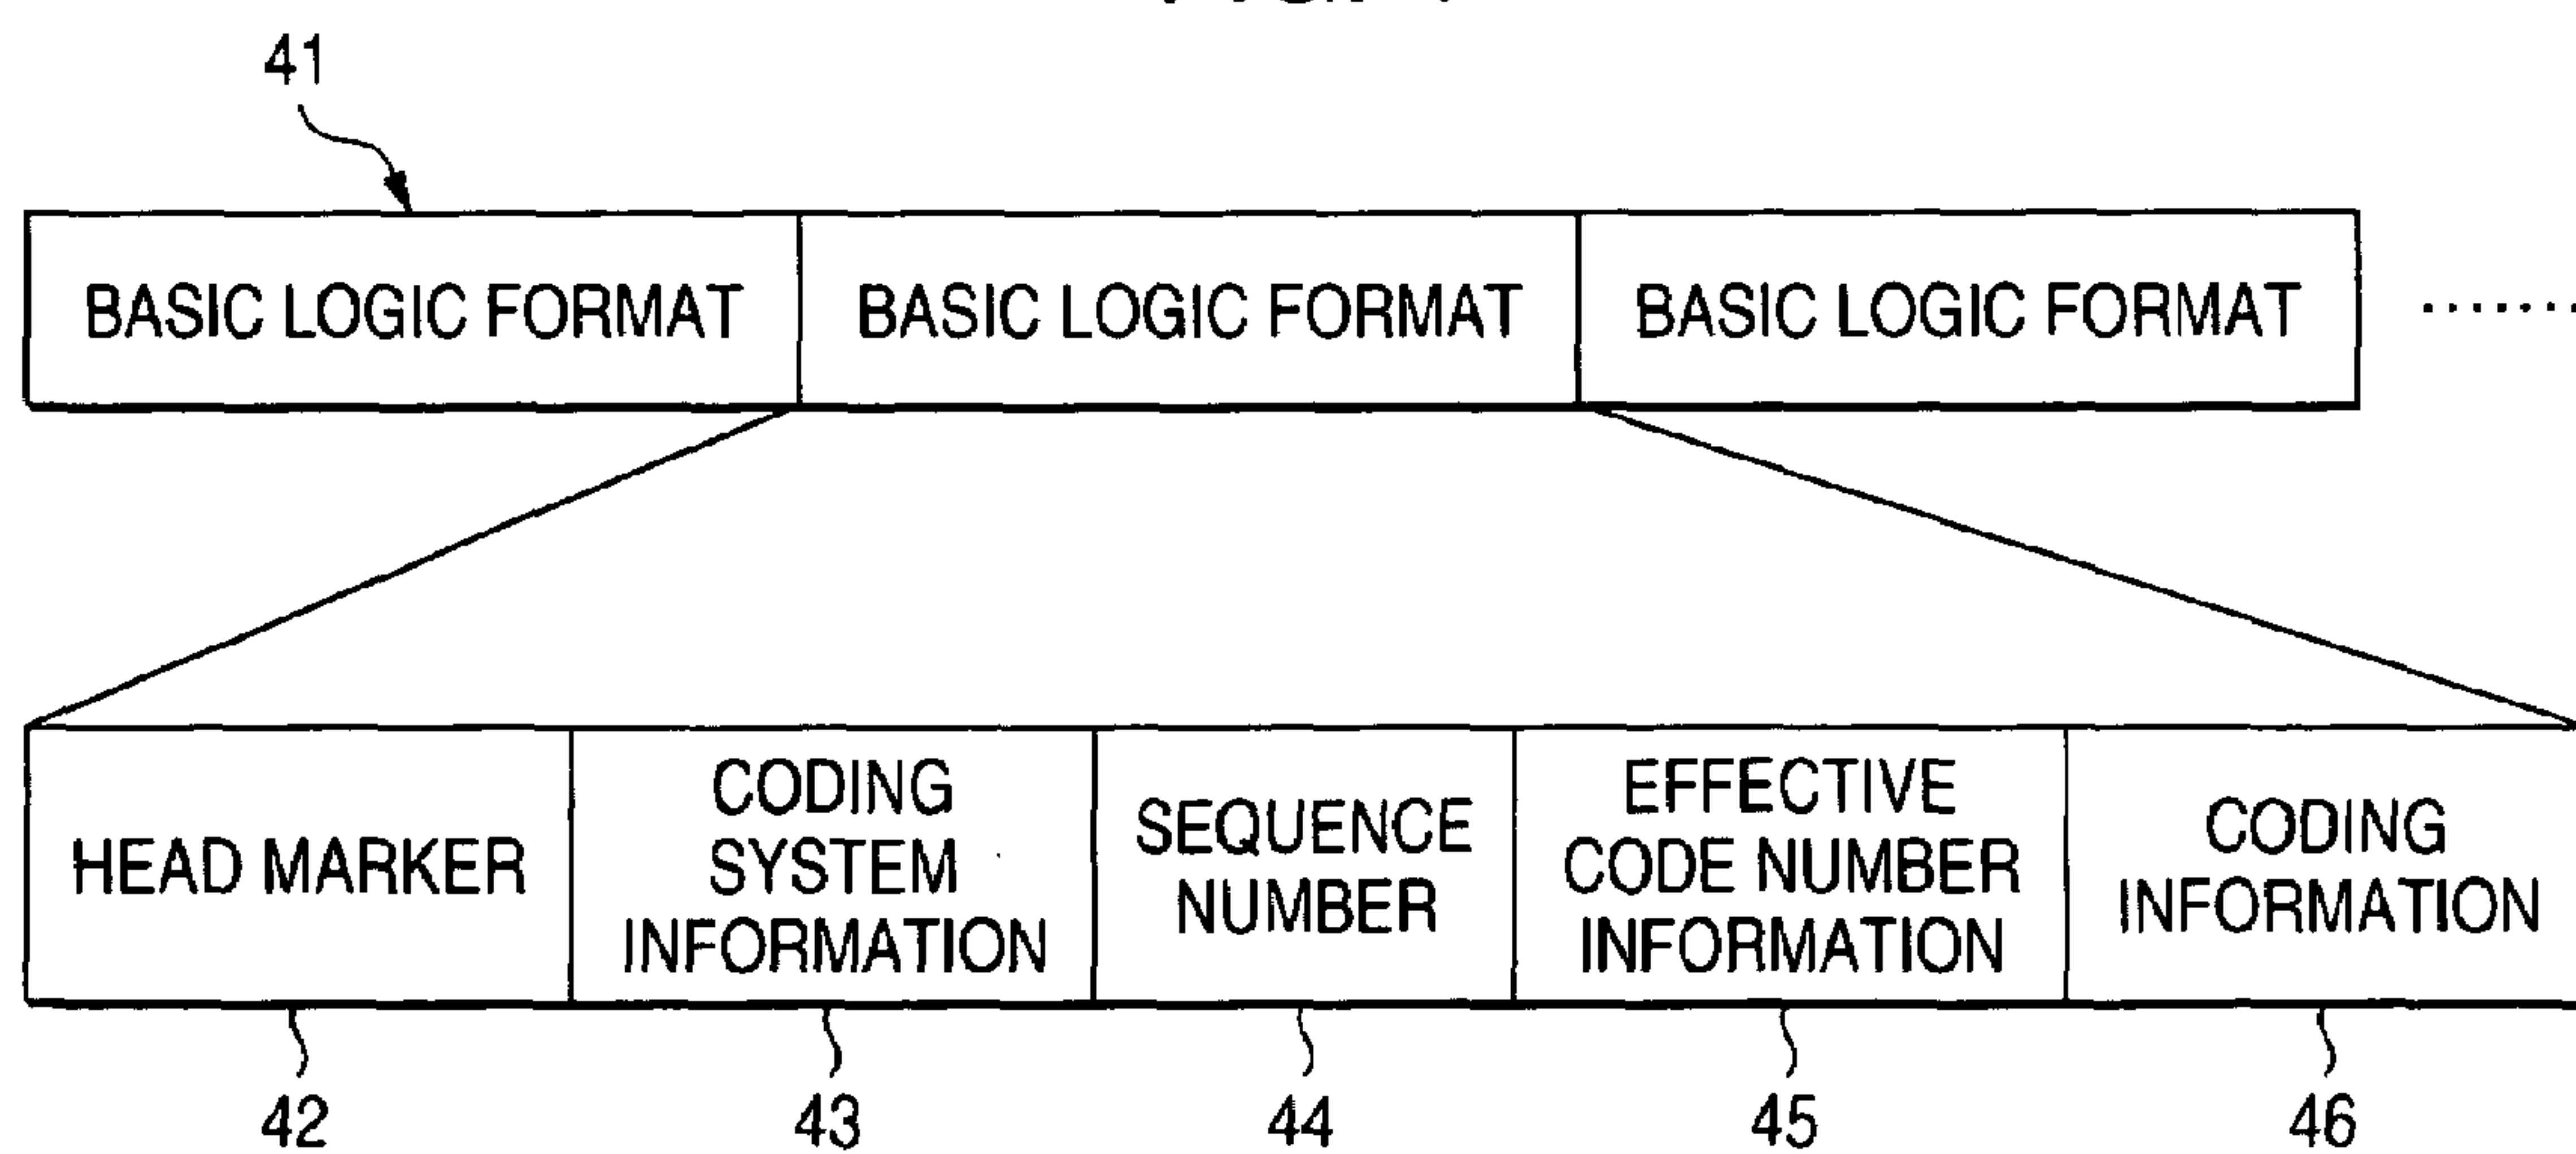 41
BASIC LOGIC FORMAT BASIC LOGIC FORMAT BASIC LOGIC FORMAT .......
HEAD MARKER
CODING
SYSTEM
INFORMATION
SEQUENCE
NUMBER
EFFECTIVE
CODE NUMBER
INFORMATION
CODING
INFORMATION
42 43 44 45 46